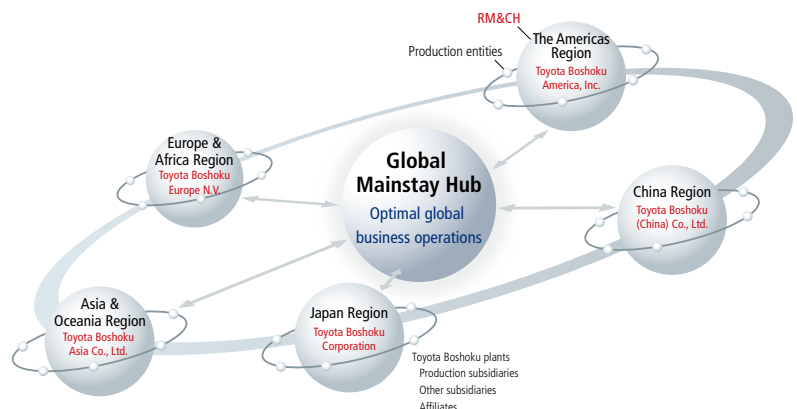 RM&CH
Production entities
The Americas
Region
Toyota Boshoku
America, Inc.
Europe &
Africa Region
Toyota Boshoku
Europe N.V.
Global
Mainstay Hub
Optimal global
business operations
China Region
Toyota Boshoku
(China) Co., Ltd.
Asia &
Oceania Region
Toyota Boshoku
Asia Co., Ltd.
Japan Region
Toyota Boshoku
Corporation
Toyota Boshoku plants
Production subsidiaries
Other subsidiaries
Affiliates